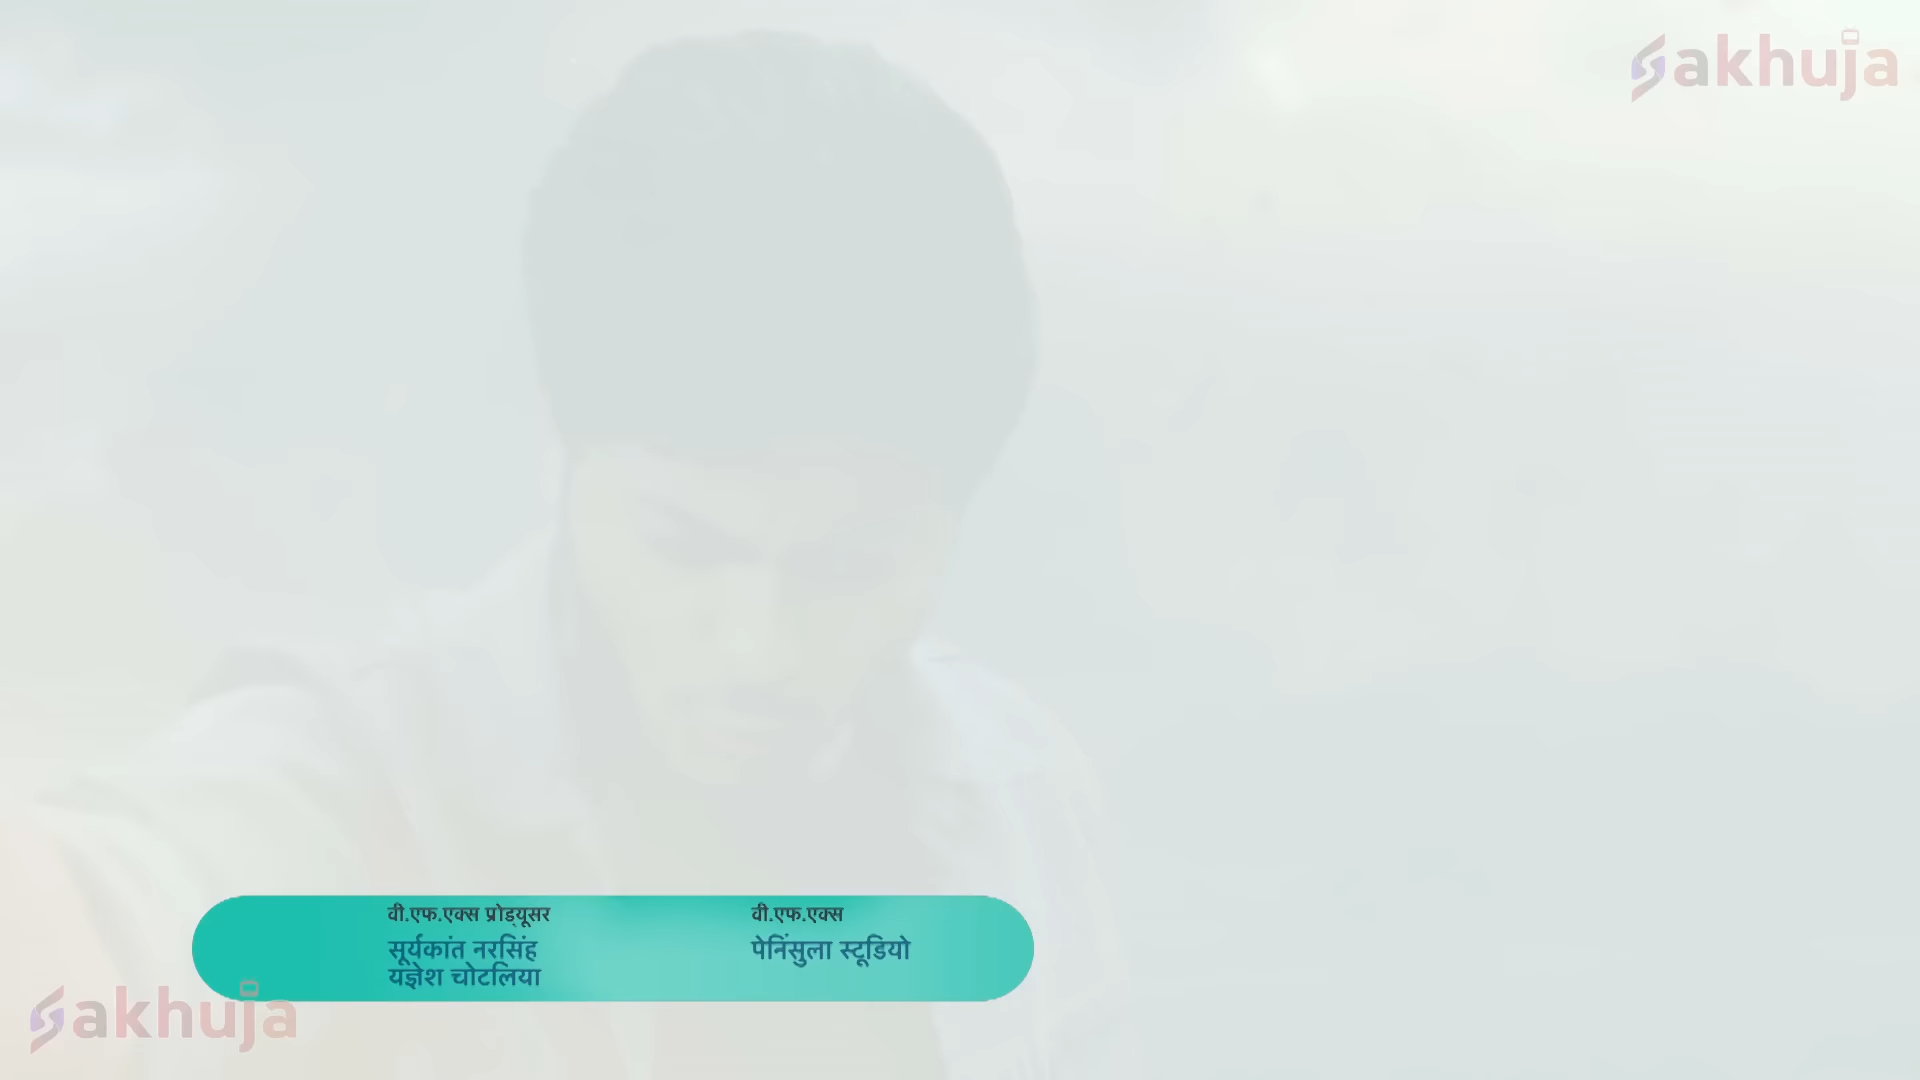 Sakhuja
वी.एफ.एक्स प्रोड्यूसर
सूर्यकांत नरसिंह
यज्ञेश चोटलिया
वी.एफ.एक्स
पेनिंसुला स्टूडियो
Sakhuja